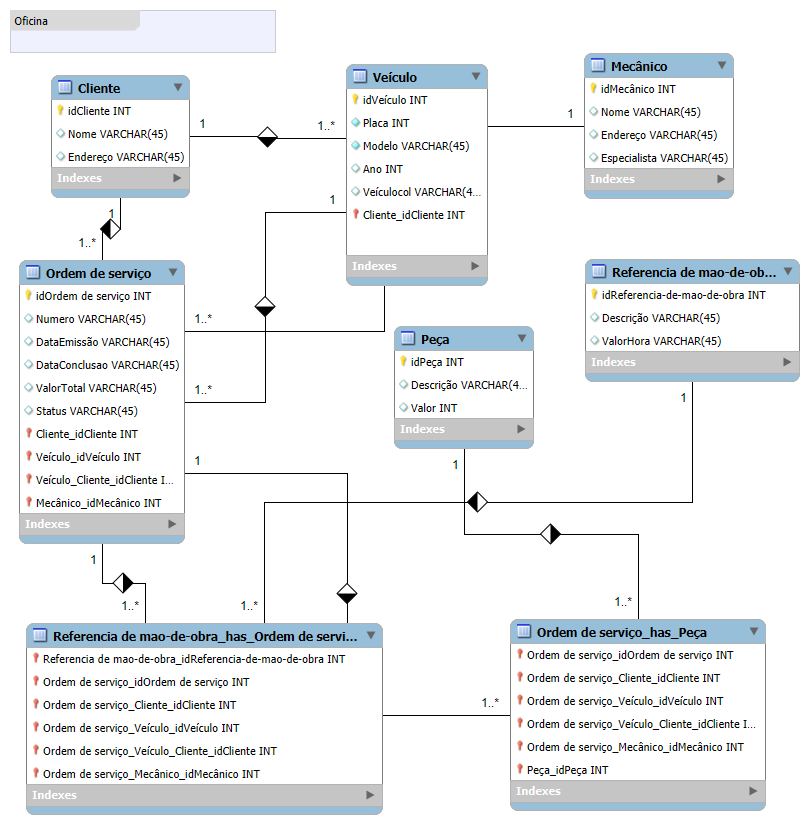 Oficina
Cliente
idCliente INT
Nome VARCHAR(45)
Endereço VARCHAR(45)
Indexes
Veículo
idVeículo INT
Placa INT
Modelo VARCHAR(45)
Ano INT
Veículocol VARCHAR(4...
Cliente_idCliente INT
Indexes
Mecânico
idMecânico INT
Nome VARCHAR(45)
Endereço VARCHAR(45)
Especialista VARCHAR(45)
Indexes
1
1..*
1
1
1..*
1
Ordem de serviço
idOrdem de serviço INT
Numero VARCHAR(45)
DataEmissão VARCHAR(45)
DataConclusao VARCHAR(45)
ValorTotal VARCHAR(45)
Status VARCHAR(45)
Cliente_idCliente INT
Veículo_idVeículo INT
Veículo_Cliente_idCliente I...
Mecânico_idMecânico INT
Indexes
1..*
1..*
1
Peça
idPeça INT
Descrição VARCHAR(4...
Valor INT
Indexes
Referencia de mao-de-ob...
idReferencia-de-mao-de-obra INT
Descrição VARCHAR(45)
ValorHora VARCHAR(45)
Indexes
1
1
1
1..*
1..*
1..*
Referencia de mao-de-obra_has_Ordem de servi...
Referencia de mao-de-obra_idReferencia-de-mao-de-obra INT
Ordem de serviço_idOrdem de serviço INT
Ordem de serviço_Cliente_idCliente INT
Ordem de serviço_Veículo_idVeículo INT
Ordem de serviço_Veículo_Cliente_idCliente INT
Ordem de serviço_Mecânico_idMecânico INT
Indexes
1..*
Ordem de serviço_has_Peça
Ordem de serviço_idOrdem de serviço INT
Ordem de serviço_Cliente_idCliente INT
Ordem de serviço_Veículo_idVeículo INT
Ordem de serviço_Veículo_Cliente_idCliente I...
Ordem de serviço_Mecânico_idMecânico INT
Peça_idPeça INT
Indexes